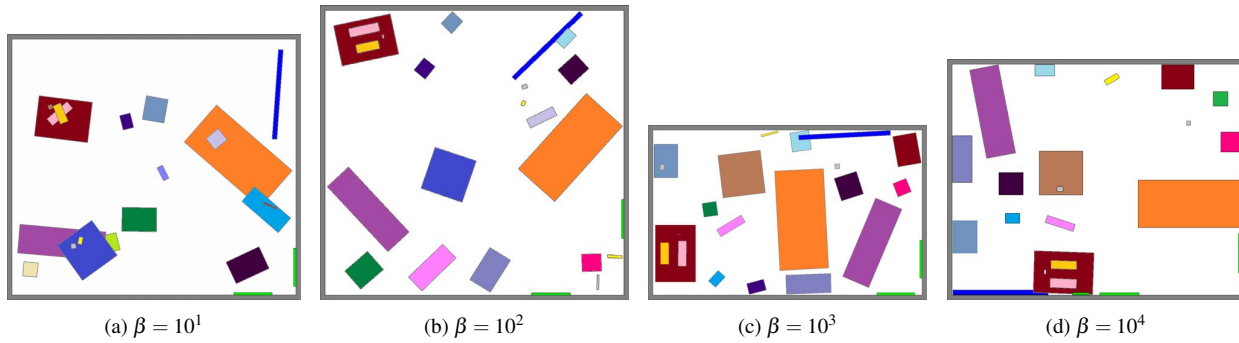 (a) β = 10¹
(b) β = 10²
(c) β = 10³
(d) β = 10⁴